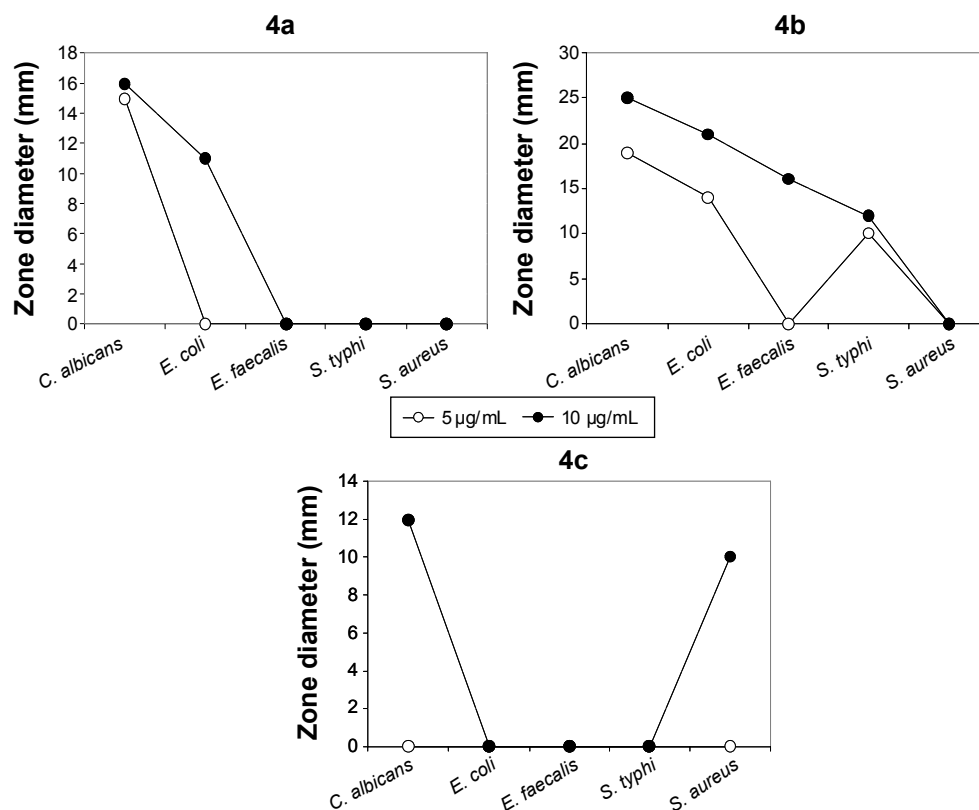 4a
Zone diameter (mm)
18
16
14
12
10
8
6
4
2
0
C. albicans
E. coli
E. faecalis
S. typhi
S. aureus
4b
Zone diameter (mm)
30
25
20
15
10
5
0
C. albicans
E. coli
E. faecalis
S. typhi
S. aureus
5 µg/mL 10 µg/mL
4c
Zone diameter (mm)
14
12
10
8
6
4
2
0
C. albicans
E. coli
E. faecalis
S. typhi
S. aureus